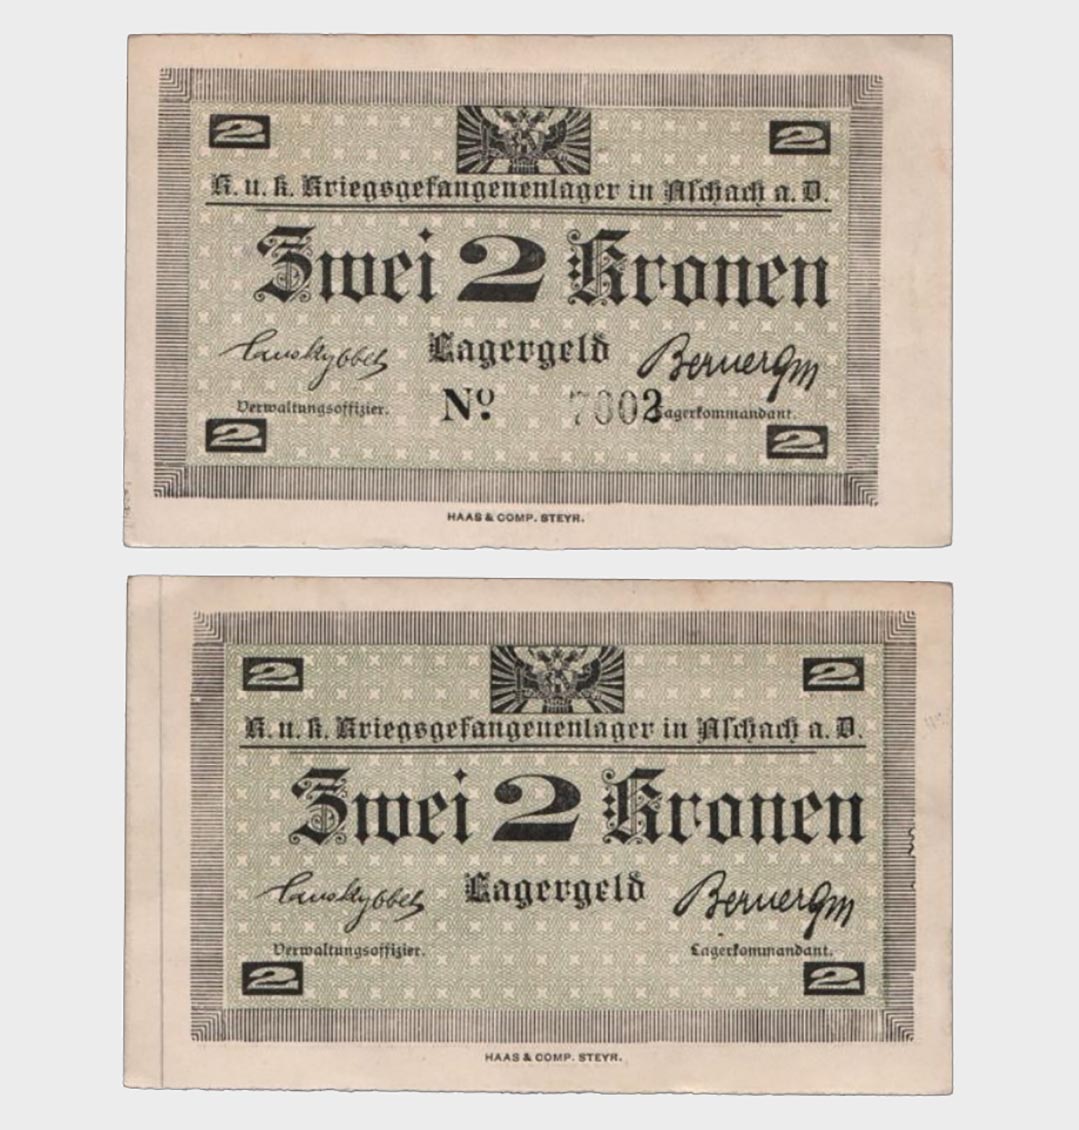 2 2
K. u. k. Kriegsgefangenenlager in Aschach a. D.
Zwei 2 Kronen
Lagergeld
Verwaltungsoffizier. No 7002 Lagerkommandant.
2 2
HAAS & COMP. STEYR.
2 2
K. u. k. Kriegsgefangenenlager in Aschach a. D.
Zwei 2 Kronen
Lagergeld
Verwaltungsoffizier. Lagerkommandant.
2 2
HAAS & COMP. STEYR.